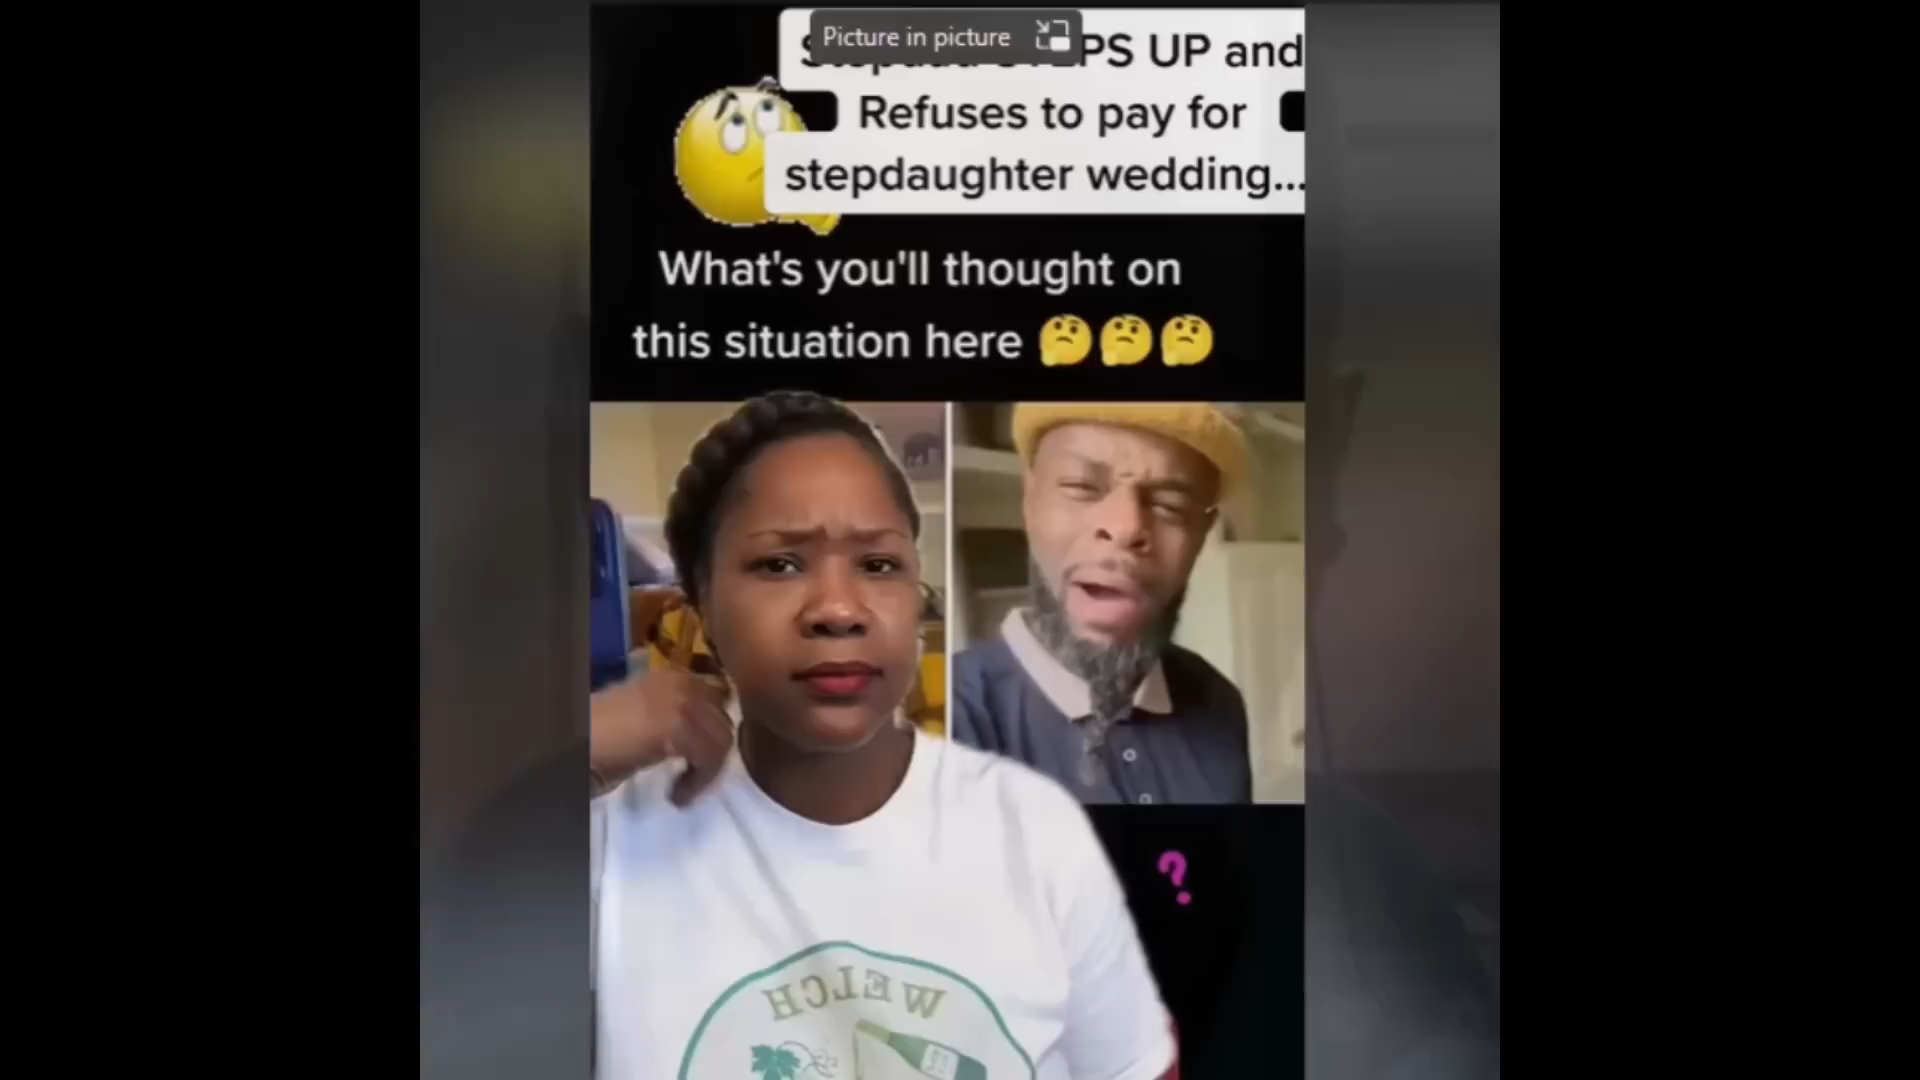 Picture in picture
PS UP and
Refuses to pay for
stepdaughter wedding...
What's you'll thought on
this situation here 🤔🤔🤔
?
WELCH